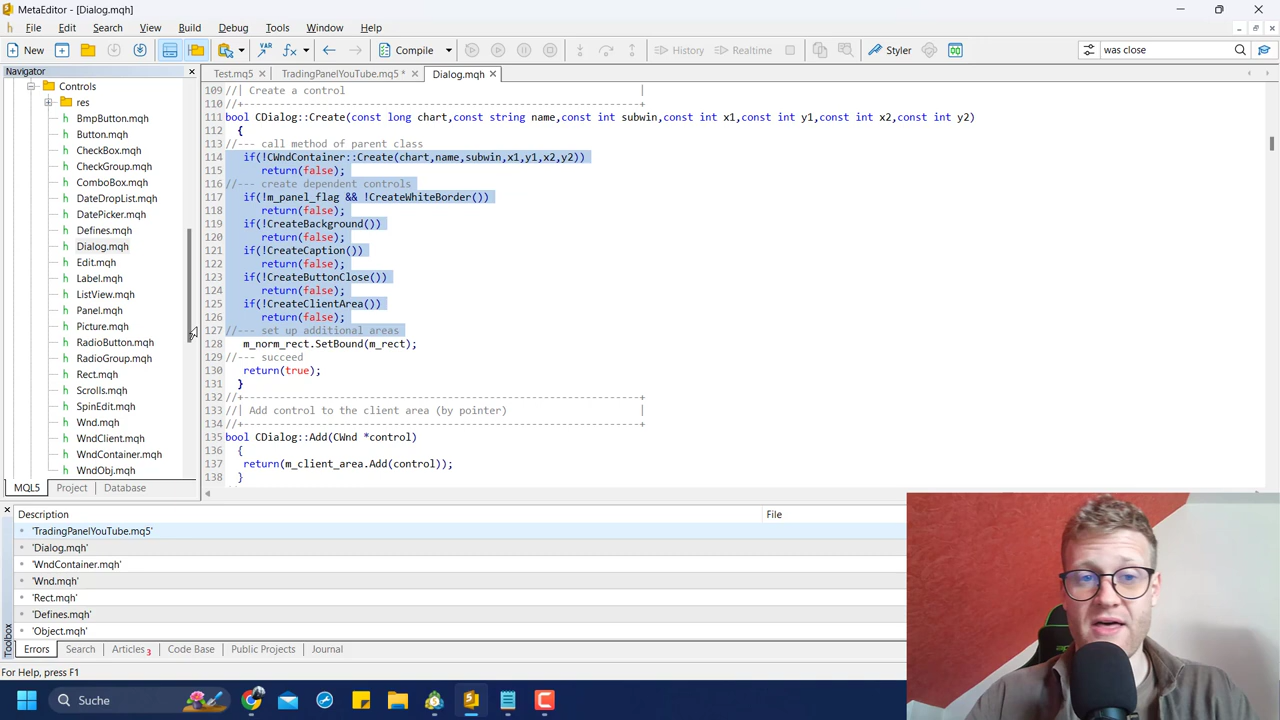 MetaEditor - [Dialog.mqh]
File Edit Search View Build Debug Tools Window Help
New Compile History Realtime Styler was close
Navigator
Test.mq5 TradingPanelYouTube.mq5 * Dialog.mqh
Controls
res
BmpButton.mqh
Button.mqh
CheckBox.mqh
CheckGroup.mqh
ComboBox.mqh
DateDropList.mqh
DatePicker.mqh
Defines.mqh
Dialog.mqh
Edit.mqh
Label.mqh
ListView.mqh
Panel.mqh
Picture.mqh
RadioButton.mqh
RadioGroup.mqh
Rect.mqh
Scrolls.mqh
SpinEdit.mqh
Wnd.mqh
WndClient.mqh
WndContainer.mqh
WndObj.mqh
MQL5 Project Database
109 //| Create a control |
110 //+------------------------------------------------------------------+
111 bool CDialog::Create(const long chart,const string name,const int subwin,const int x1,const int y1,const int x2,const int y2)
112 {
113 //--- call method of parent class
114 if(!CWndContainer::Create(chart,name,subwin,x1,y1,x2,y2))
115 return(false);
116 //--- create dependent controls
117 if(!m_panel_flag && !CreateWhiteBorder())
118 return(false);
119 if(!CreateBackground())
120 return(false);
121 if(!CreateCaption())
122 return(false);
123 if(!CreateButtonClose())
124 return(false);
125 if(!CreateClientArea())
126 return(false);
127 //--- set up additional areas
128 m_norm_rect.SetBound(m_rect);
129 //--- succeed
130 return(true);
131 }
132 //+------------------------------------------------------------------+
133 //| Add control to the client area (by pointer) |
134 //+------------------------------------------------------------------+
135 bool CDialog::Add(CWnd *control)
136 {
137 return(m_client_area.Add(control));
138 }
Description File
'TradingPanelYouTube.mq5'
'Dialog.mqh'
'WndContainer.mqh'
'Wnd.mqh'
'Rect.mqh'
'Defines.mqh'
'Object.mqh'
Toolbox
Errors Search Articles 3 Code Base Public Projects Journal
For Help, press F1
Suche